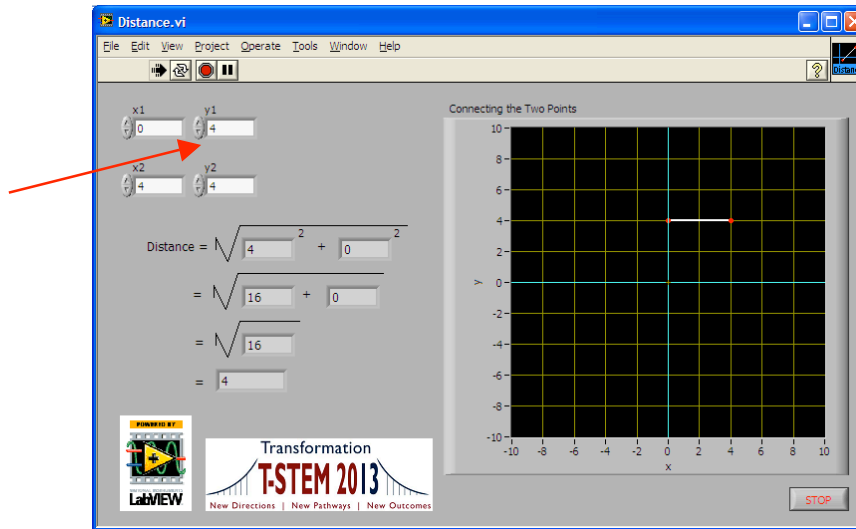 Distance.vi
File Edit View Project Operate Tools Window Help
Distance
x1 y1
0 4
x2 y2
4 4
Distance = √ 4 2 + 0 2
= √ 16 + 0
= √ 16
= 4
Connecting the Two Points
10
8
6
4
2
0
-2
-4
-6
-8
-10
y
-10 -8 -6 -4 -2 0 2 4 6 8 10
x
POWERED BY
LabVIEW
Transformation
T-STEM 2013
New Directions | New Pathways | New Outcomes
STOP